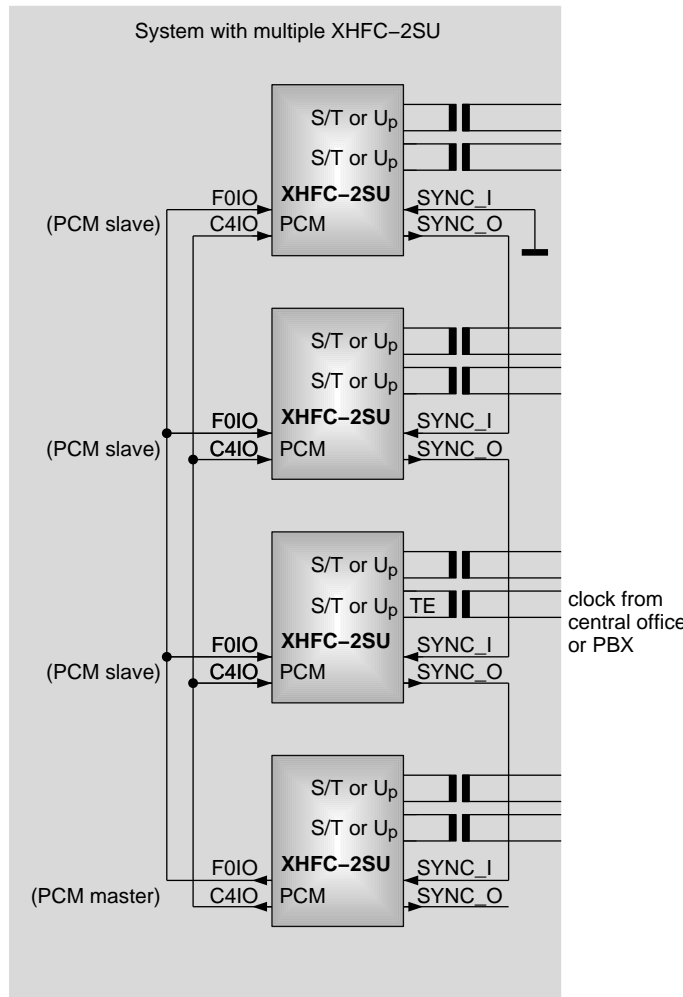 System with multiple XHFC−2SU
S/T or Up
S/T or Up
F0IO XHFC−2SU SYNC_I
(PCM slave) C4IO PCM SYNC_O
S/T or Up
S/T or Up
F0IO XHFC−2SU SYNC_I
(PCM slave) C4IO PCM SYNC_O
S/T or Up
S/T or Up TE
clock from
central office
or PBX
F0IO XHFC−2SU SYNC_I
(PCM slave) C4IO PCM SYNC_O
S/T or Up
S/T or Up
F0IO XHFC−2SU SYNC_I
(PCM master) C4IO PCM SYNC_O